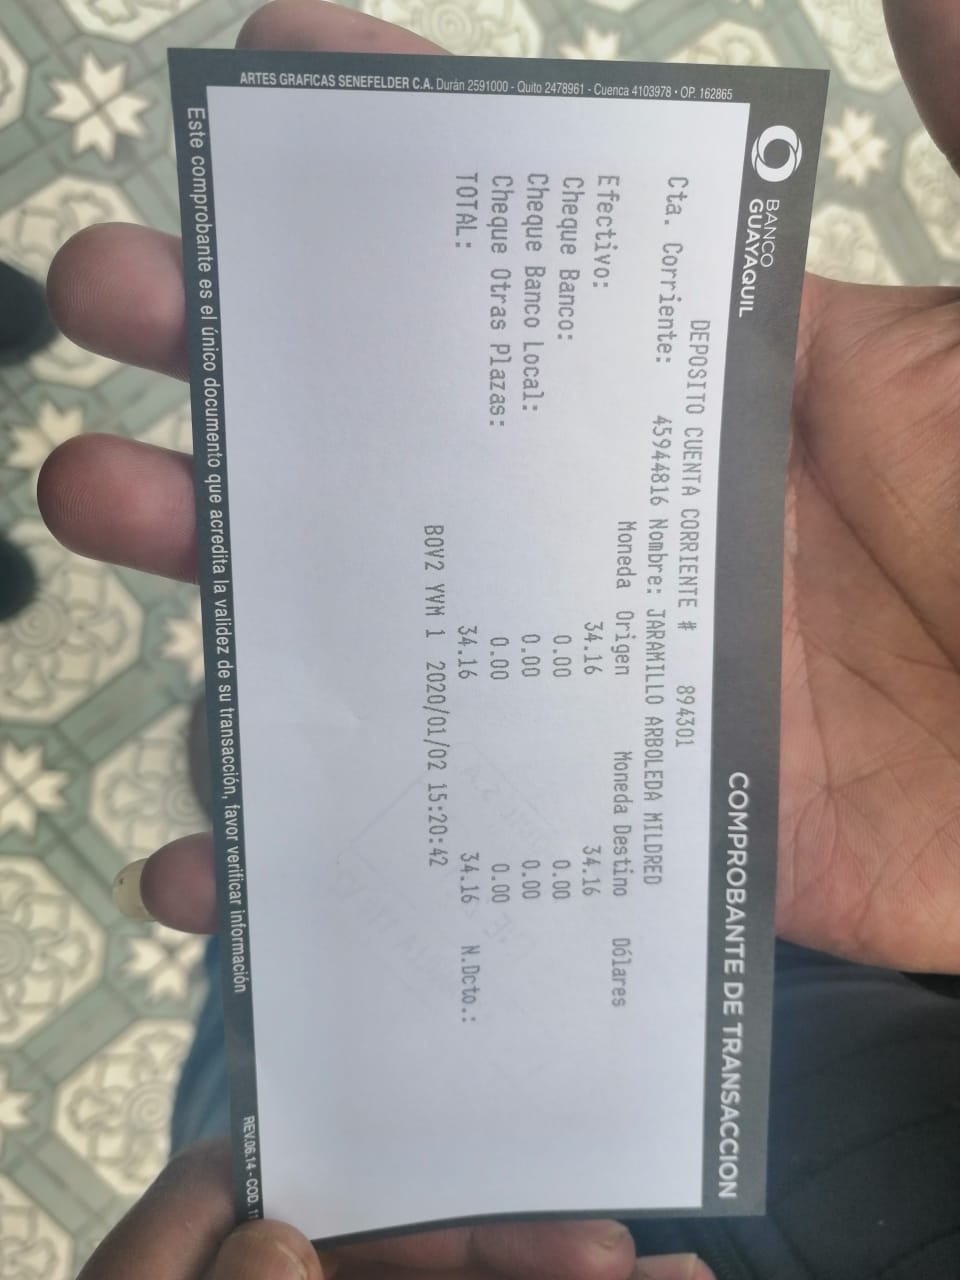 BANCO
GUAYAQUIL
COMPROBANTE DE TRANSACCION
DEPOSITO CUENTA CORRIENTE # 894301
Cta. Corriente: 45944816 Nombre: JARAMILLO ARBOLEDA MILDRED
Moneda Origen Moneda Destino Dólares
Efectivo: 34.16 34.16
Cheque Banco: 0.00 0.00
Cheque Banco Local: 0.00 0.00
Cheque Otras Plazas: 0.00 0.00
TOTAL: 34.16 34.16 N.Dcto.:
BOV2 YVM 1 2020/01/02 15:20:42
Este comprobante es el único documento que acredita la validez de su transacción, favor verificar información
REV.06.14 - COD. 11
ARTES GRAFICAS SENEFELDER C.A. Durán 2591000 - Quito 2478961 - Cuenca 4103978 - OP. 162865